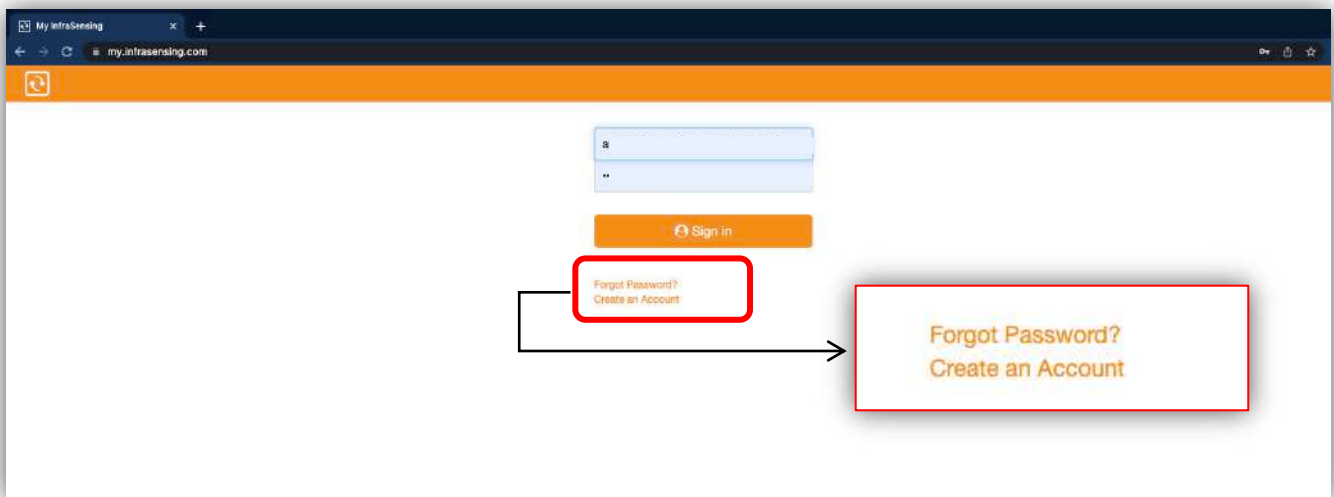 My InfraSensing
my.infrasensing.com
a
••
Sign in
Forgot Password?
Create an Account
Forgot Password?
Create an Account